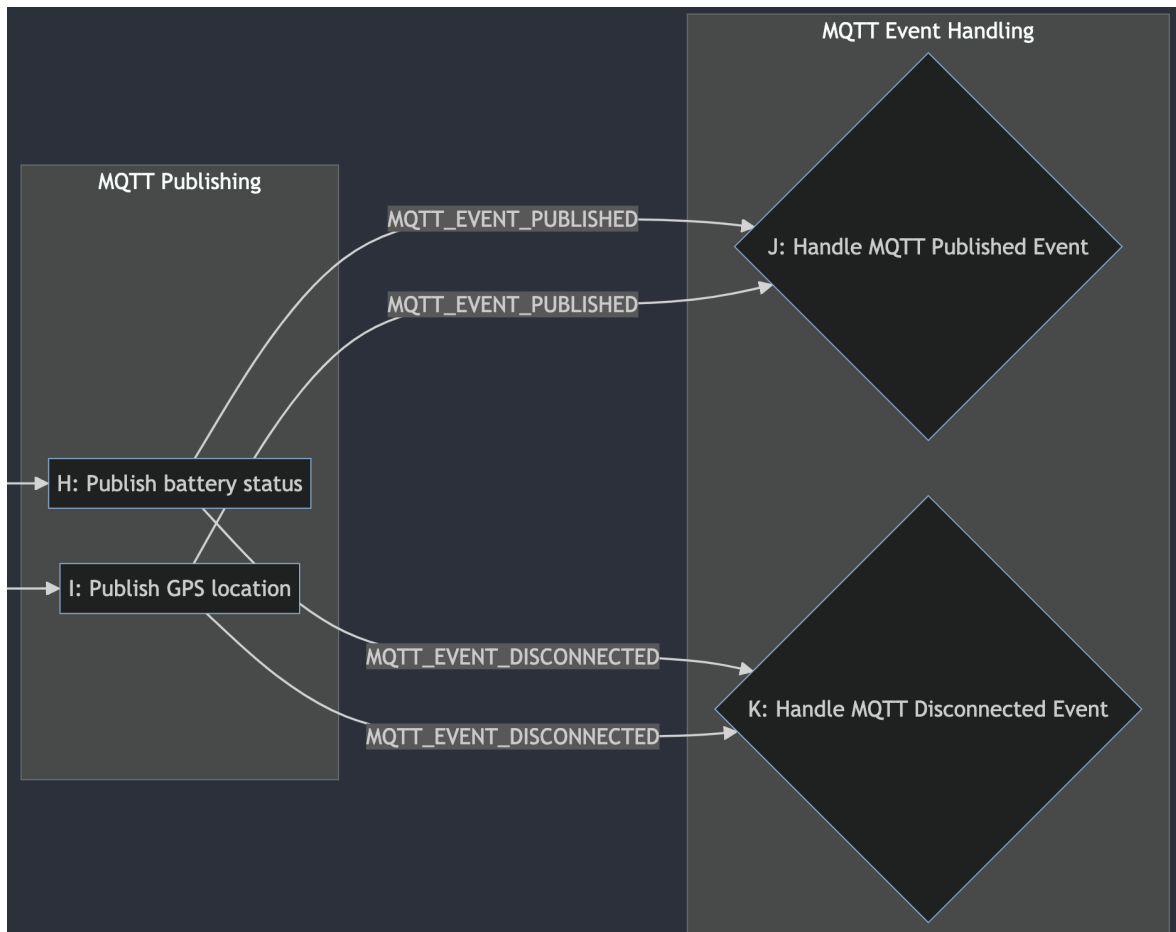 MQTT Event Handling
MQTT Publishing
MQTT_EVENT_PUBLISHED
J: Handle MQTT Published Event
MQTT_EVENT_PUBLISHED
H: Publish battery status
I: Publish GPS location
MQTT_EVENT_DISCONNECTED
K: Handle MQTT Disconnected Event
MQTT_EVENT_DISCONNECTED